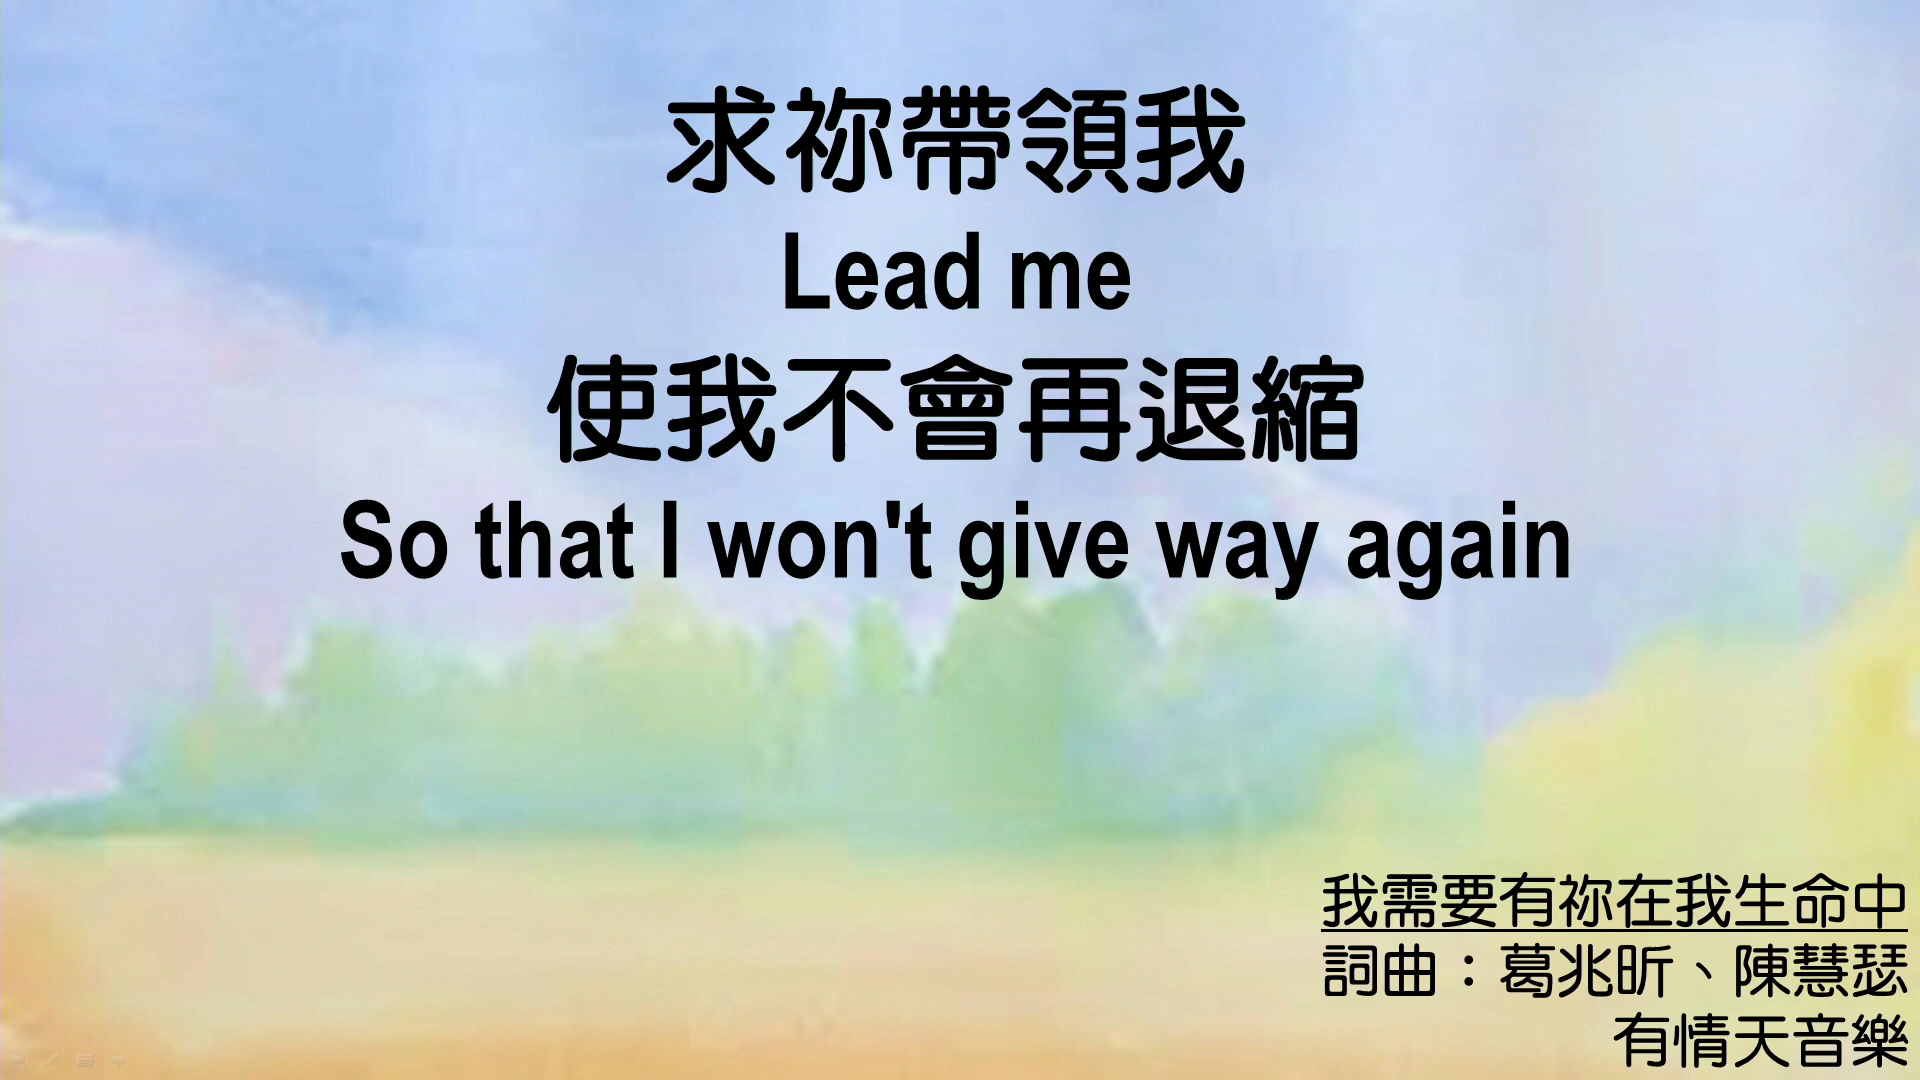 求祢帶領我
Lead me
使我不會再退縮
So that I won't give way again
我需要有祢在我生命中
詞曲：葛兆昕、陳慧瑟
有情天音樂